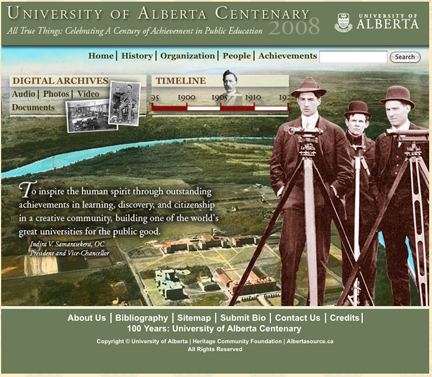 UNIVERSITY OF ALBERTA CENTENARY
All True Things: Celebrating A Century of Achievement in Public Education 2008
UNIVERSITY OF
ALBERTA
Home | History | Organization | People | Achievements
Search
DIGITAL ARCHIVES
Audio | Photos | Video
Documents
TIMELINE
95 1900 1905 1910
To inspire the human spirit through outstanding
achievements in learning, discovery, and citizenship
in a creative community, building one of the world's
great universities for the public good.
Indira V. Samarasekera, OC
President and Vice-Chancellor
About Us | Bibliography | Sitemap | Submit Bio | Contact Us | Credits |
100 Years: University of Alberta Centenary
Copyright © University of Alberta | Heritage Community Foundation | Albertasource.ca
All Rights Reserved